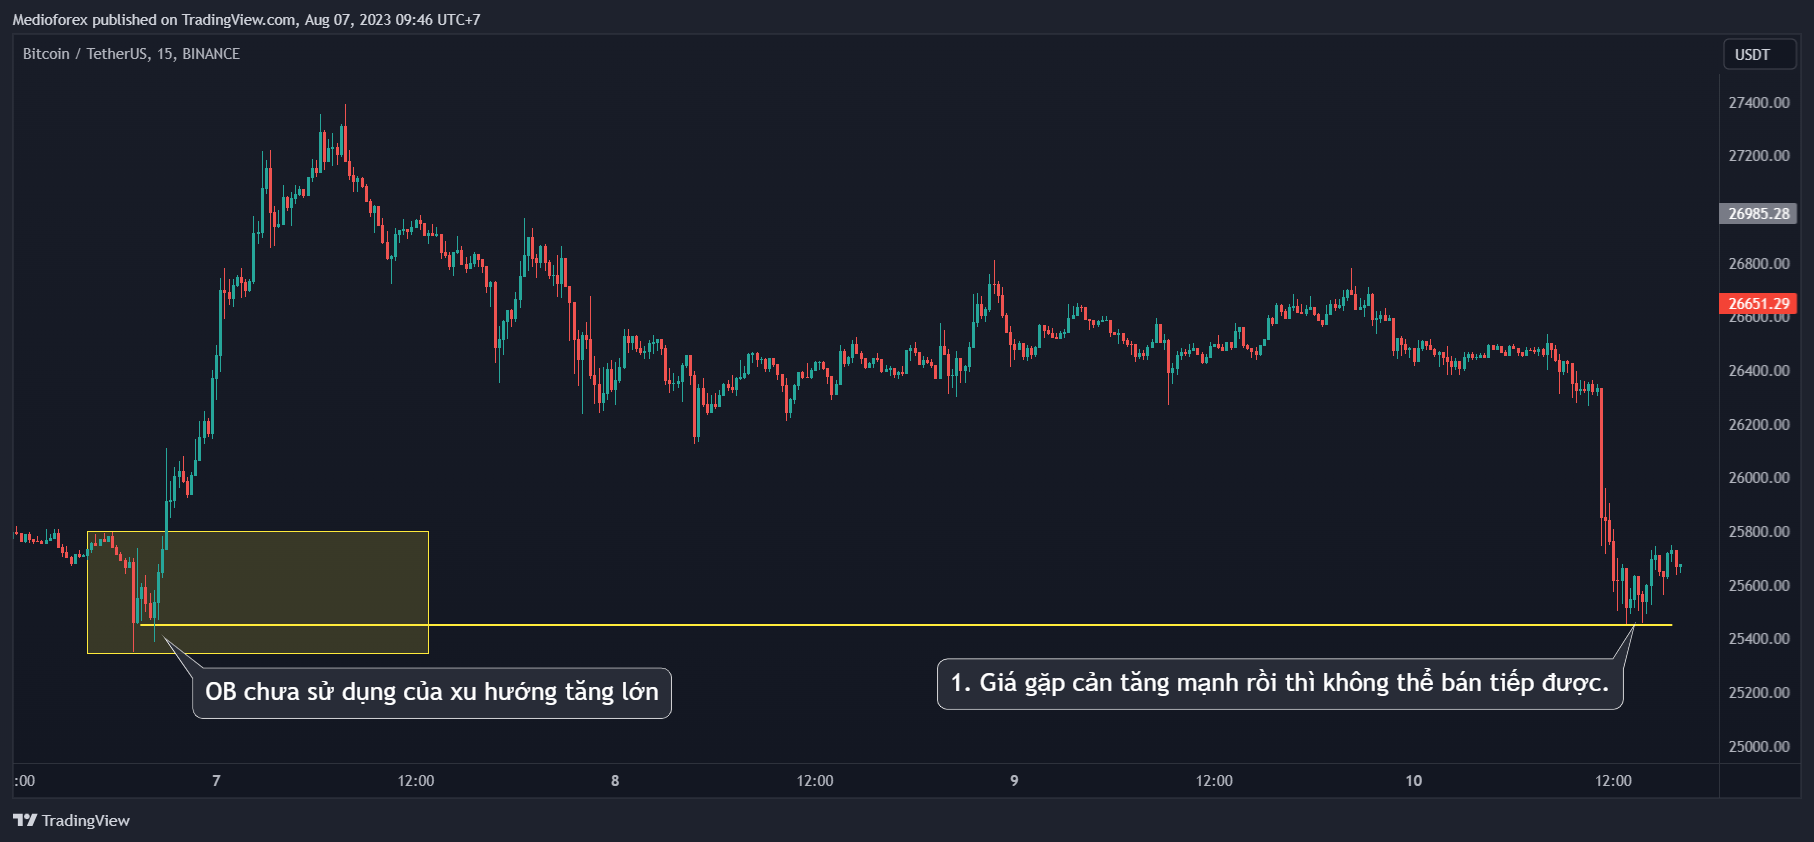 Medioforex published on TradingView.com, Aug 07, 2023 09:46 UTC+7
Bitcoin / TetherUS, 15, BINANCE
USDT
27400.00
27200.00
26985.28
26800.00
26651.29
26600.00
26400.00
26200.00
26000.00
25800.00
25600.00
25400.00
25200.00
25000.00
OB chưa sử dụng của xu hướng tăng lớn
1. Giá gặp cản tăng mạnh rồi thì không thể bán tiếp được.
:00 7 12:00 8 12:00 9 12:00 10 12:00
TradingView